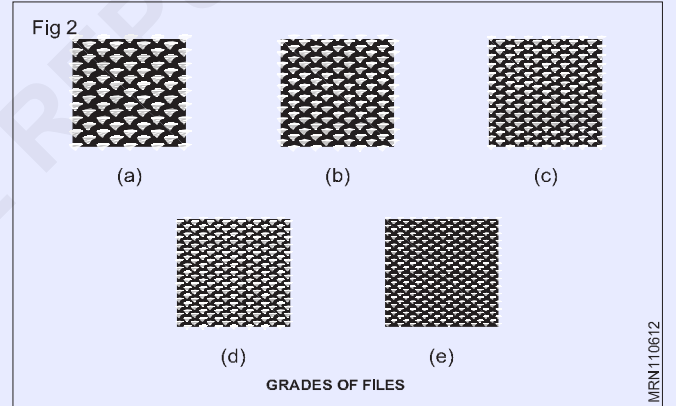 Fig 2
(a) (b) (c)
(d) (e)
GRADES OF FILES
MRN110612